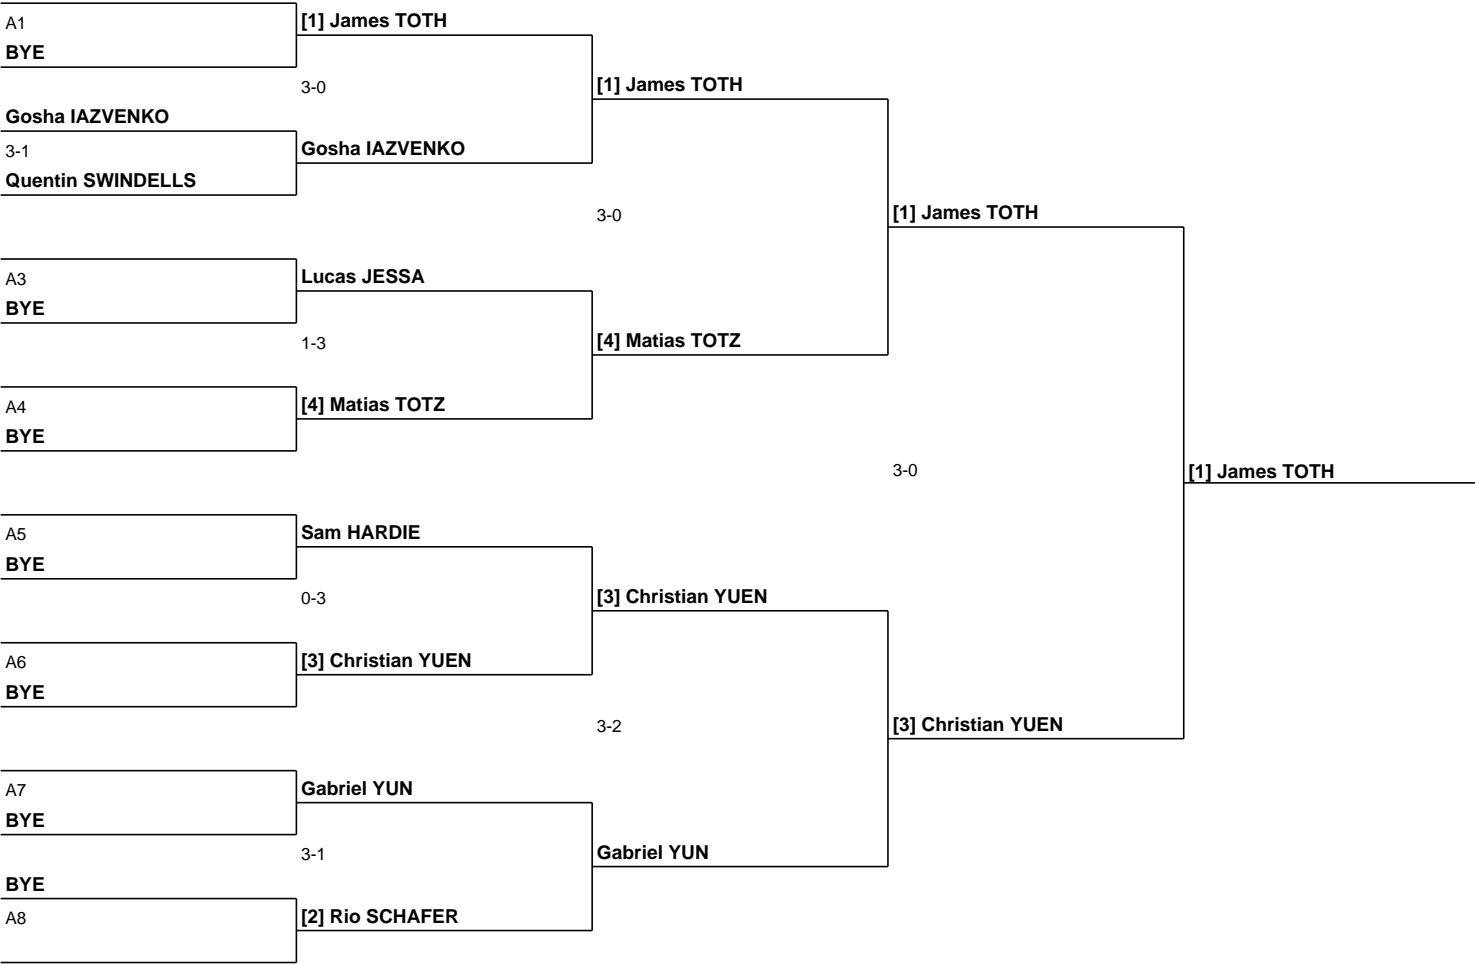 A1
BYE
[1] James TOTH
3-0
Gosha IAZVENKO
3-1
Quentin SWINDELLS
Gosha IAZVENKO
[1] James TOTH
3-0
A3
BYE
Lucas JESSA
1-3
A4
BYE
[4] Matias TOTZ
[4] Matias TOTZ
[1] James TOTH
3-0
A5
BYE
Sam HARDIE
0-3
A6
BYE
[3] Christian YUEN
[3] Christian YUEN
3-2
A7
BYE
Gabriel YUN
3-1
BYE
A8
[2] Rio SCHAFER
Gabriel YUN
[3] Christian YUEN
[1] James TOTH